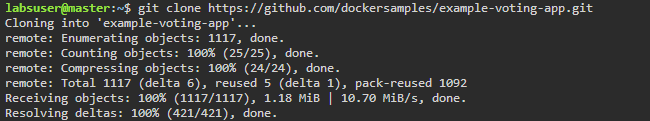 labsuser@master:~$ git clone https://github.com/dockersamples/example-voting-app.git
Cloning into 'example-voting-app'...
remote: Enumerating objects: 1117, done.
remote: Counting objects: 100% (25/25), done.
remote: Compressing objects: 100% (24/24), done.
remote: Total 1117 (delta 6), reused 5 (delta 1), pack-reused 1092
Receiving objects: 100% (1117/1117), 1.18 MiB | 10.70 MiB/s, done.
Resolving deltas: 100% (421/421), done.